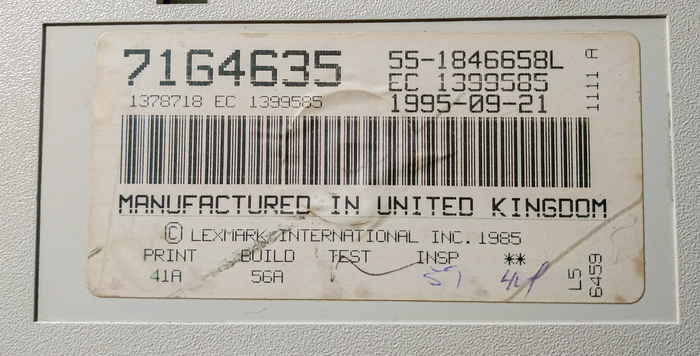 71G4635
55-1846658L
EC 1399585
1378718 EC 1399585
1995-09-21
1111 A
MANUFACTURED IN UNITED KINGDOM
© LEXMARK INTERNATIONAL INC. 1985
PRINT BUILD TEST INSP **
41A 56A
L5
6459